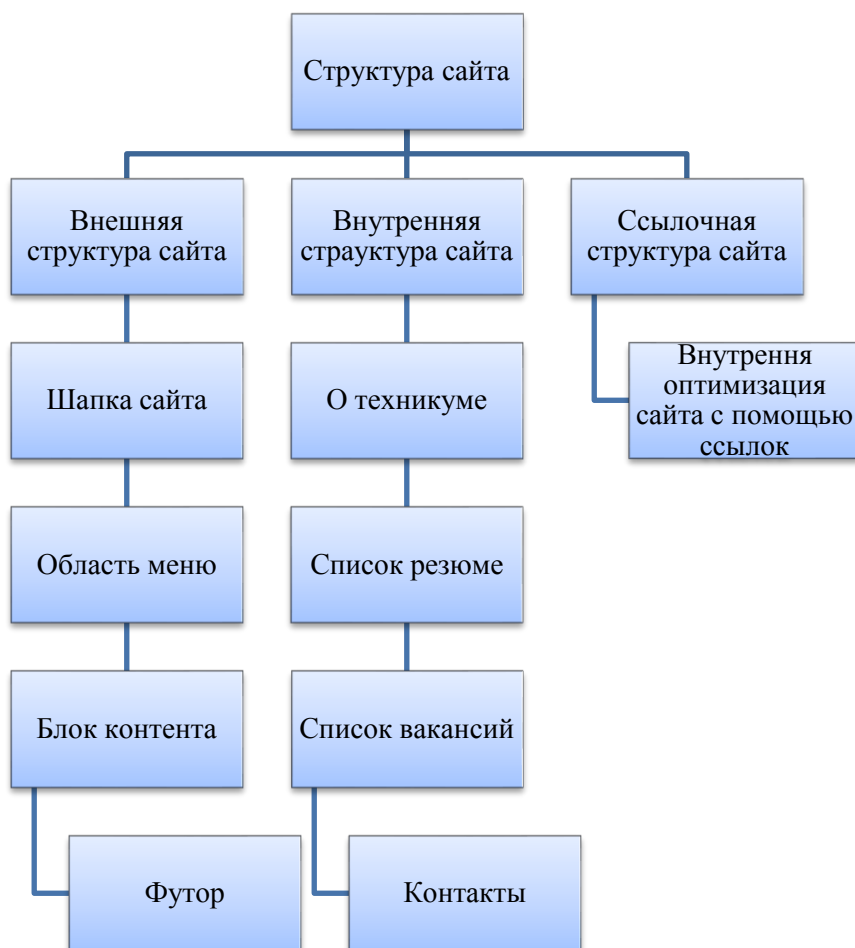 Структура сайта
Внешняя
структура сайта
Внутренняя
страуктура сайта
Ссылочная
структура сайта
Шапка сайта
О техникуме
Внутрення
оптимизация
сайта с помощью
ссылок
Область меню
Список резюме
Блок контента
Список вакансий
Футор
Контакты